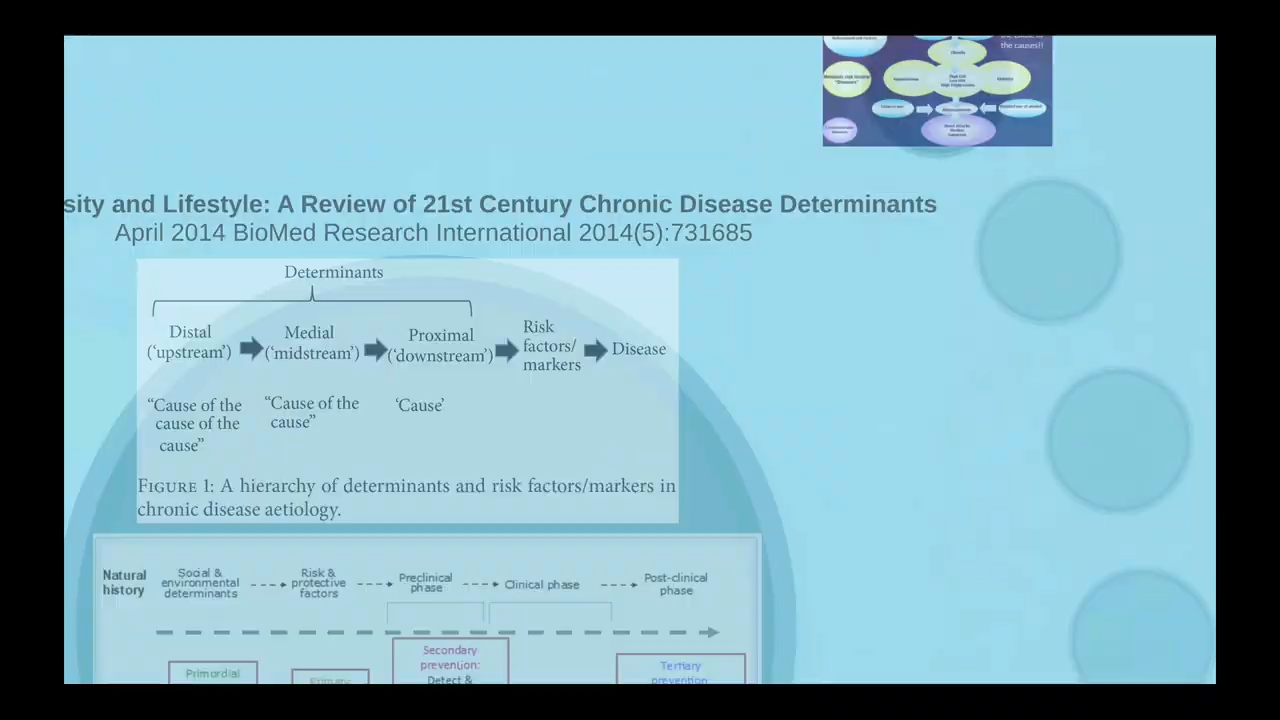 the causes!!
sity and Lifestyle: A Review of 21st Century Chronic Disease Determinants
April 2014 BioMed Research International 2014(5):731685
Determinants
Distal
('upstream')
Medial
('midstream')
Proximal
('downstream')
Risk
factors/
markers
Disease
“Cause of the
cause of the
cause”
“Cause of the
cause”
‘Cause’
FIGURE 1: A hierarchy of determinants and risk factors/markers in
chronic disease aetiology.
Natural
history
Social &
environmental
determinants
Risk &
protective
factors
Preclinical
phase
Clinical phase
Post-clinical
phase
Primordial
Primary
Secondary
prevention:
Detect &
Tertiary
prevention: